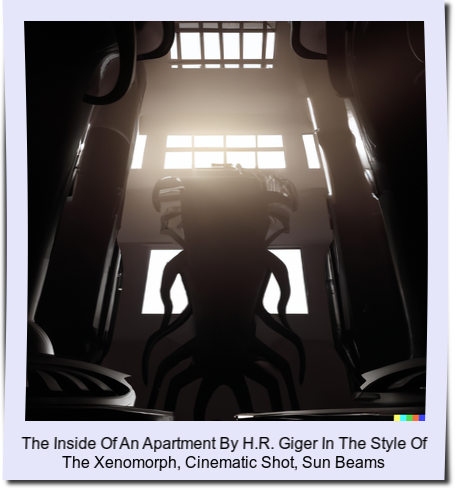 The Inside Of An Apartment By H.R. Giger In The Style Of
The Xenomorph, Cinematic Shot, Sun Beams